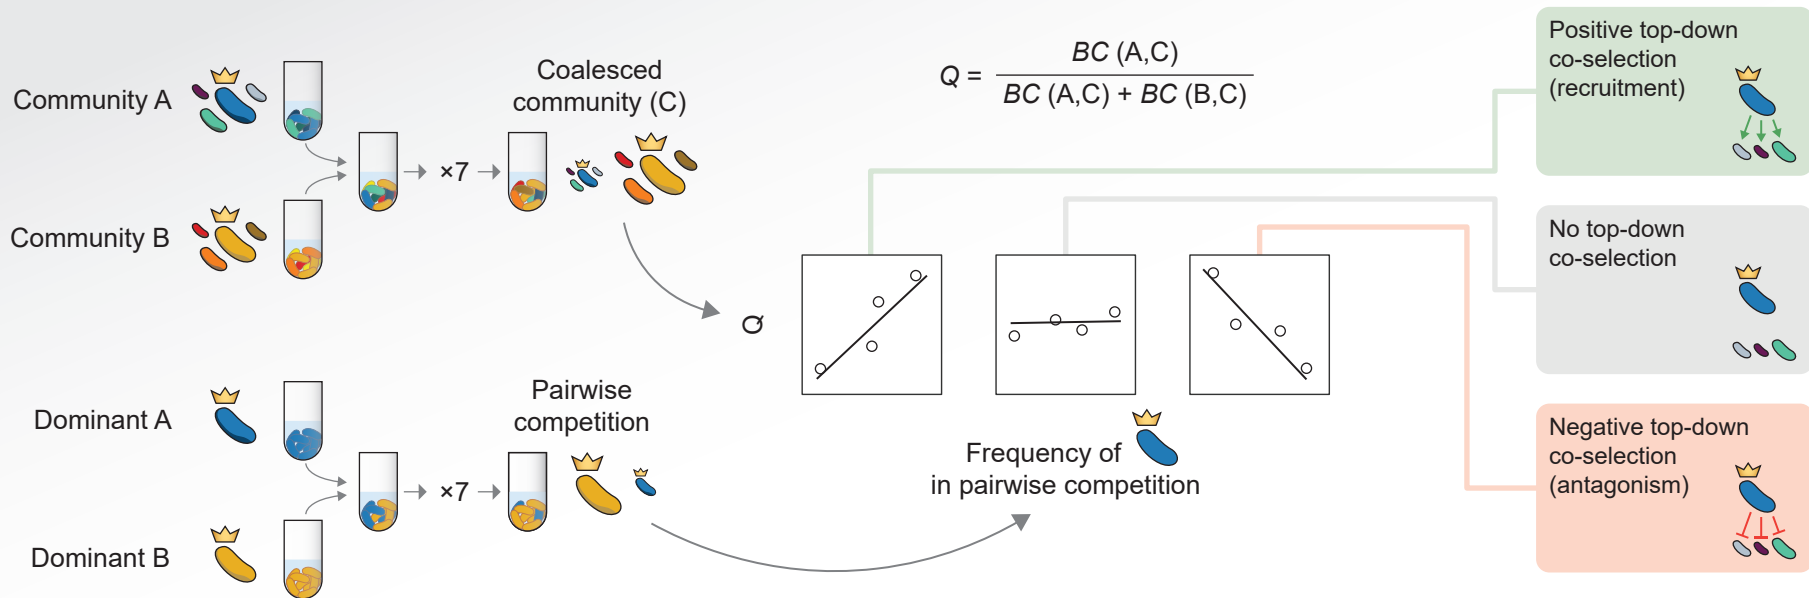 Community A
Community B
Coalesced
community (C)
×7
Dominant A
Dominant B
Pairwise
competition
×7
Q = BC (A,C)
BC (A,C) + BC (B,C)
Q
Frequency of
in pairwise competition
Positive top-down
co-selection
(recruitment)
No top-down
co-selection
Negative top-down
co-selection
(antagonism)